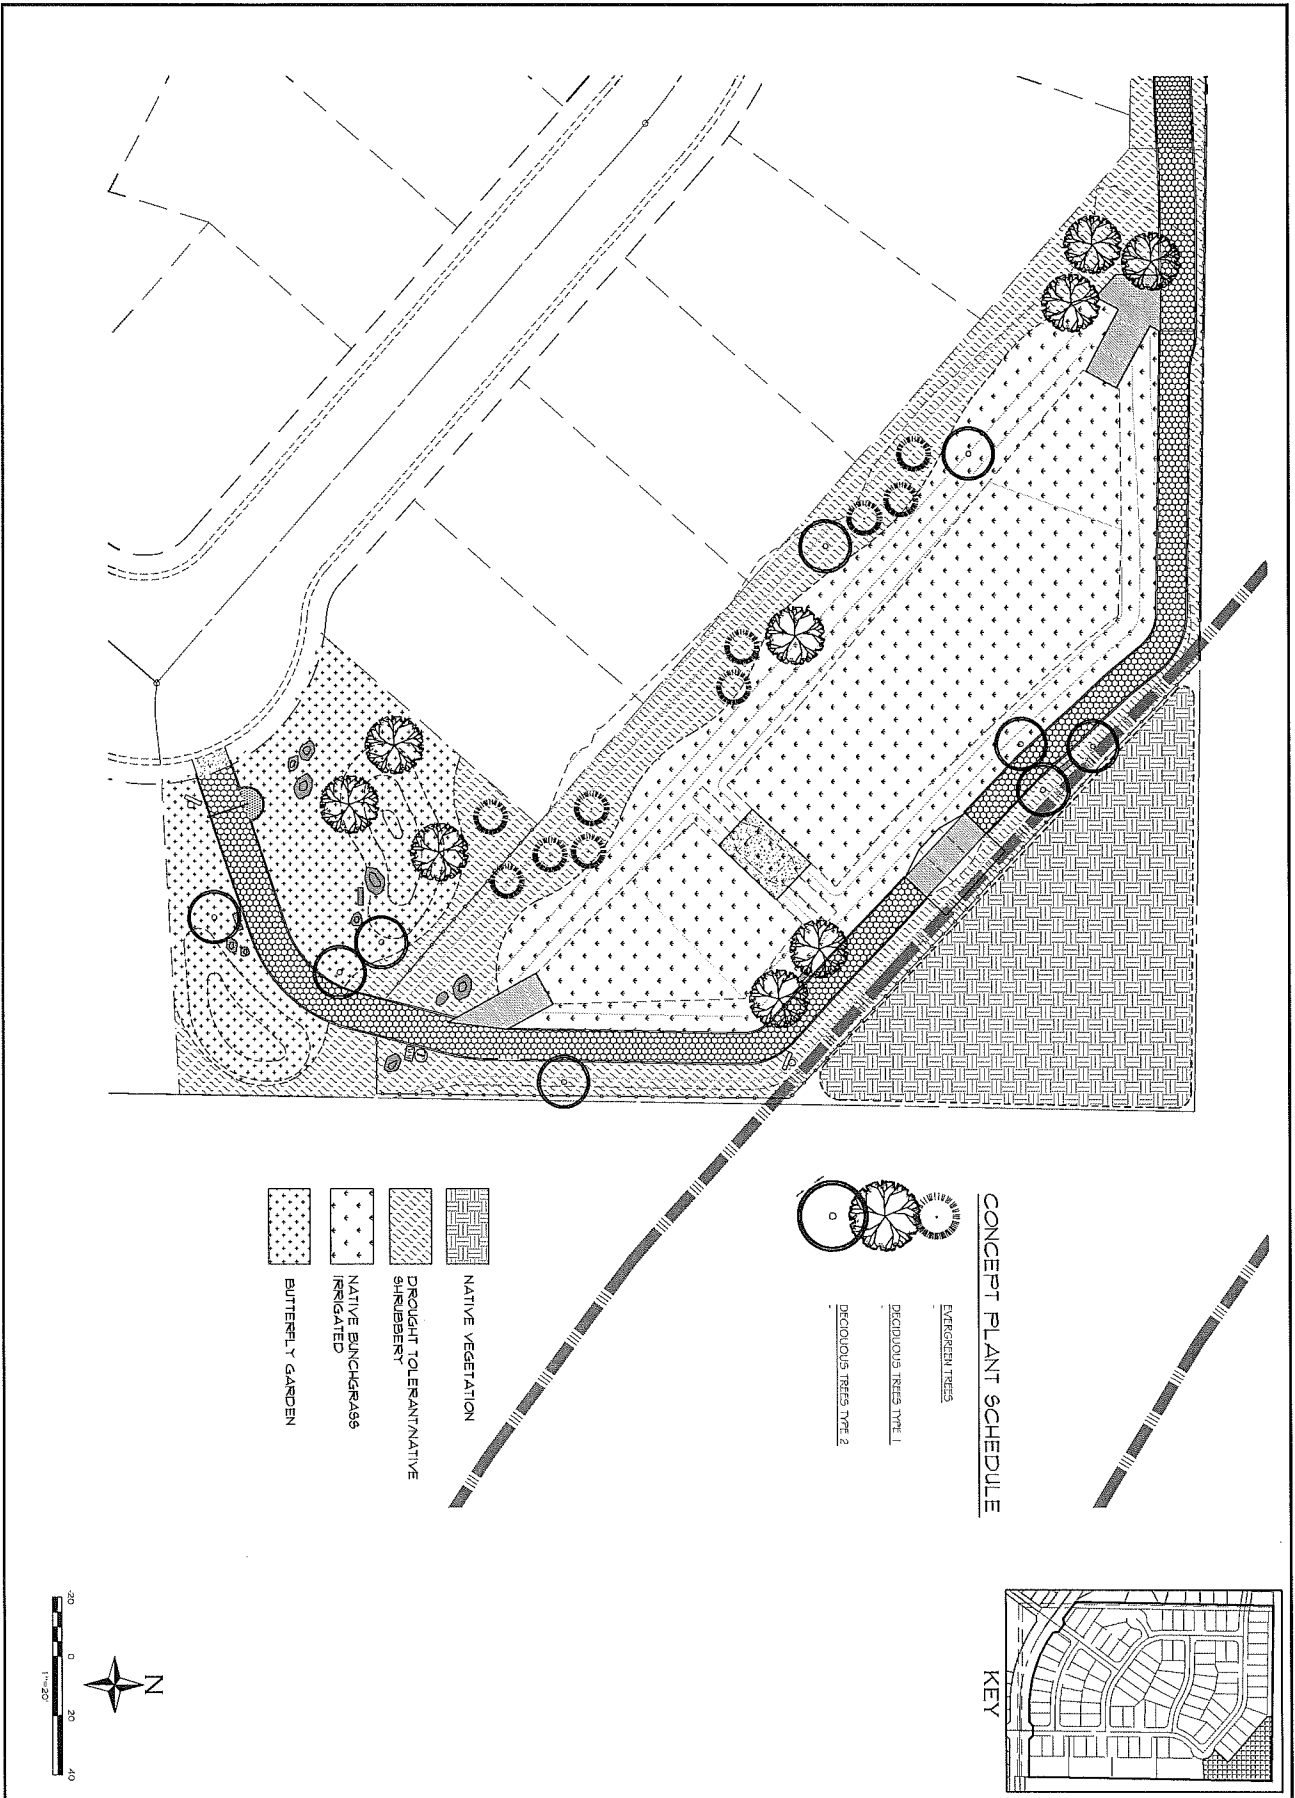 CONCEPT PLANT SCHEDULE
EVERGREEN TREES
DECIDUOUS TREES TYPE 1
DECIDUOUS TREES TYPE 2
NATIVE VEGETATION
DROUGHT TOLERANT/NATIVE
SHRUBBERY
NATIVE BUNCHGRASS
IRRIGATED
BUTTERFLY GARDEN
KEY
N
-20 0 20 40
1"=20'